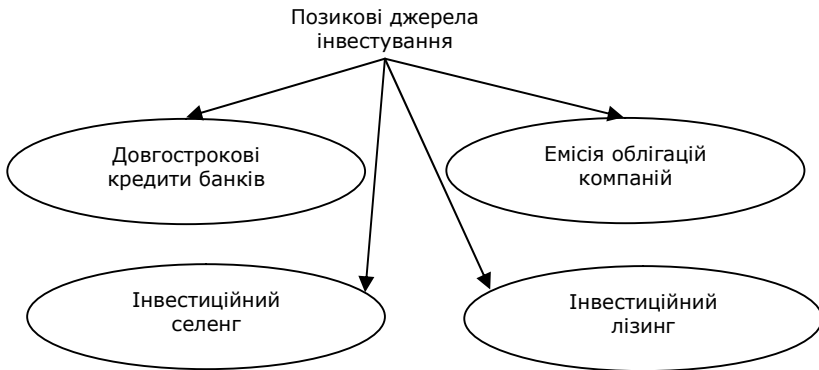 Позикові джерела
інвестування
Довгострокові
кредити банків
Емісія облігацій
компаній
Інвестиційний
селенг
Інвестиційний
лізинг